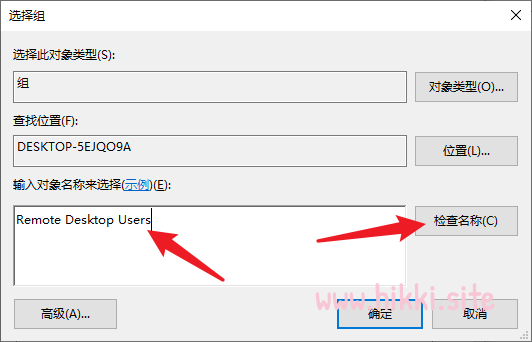 选择组
选择此对象类型(S):
组
对象类型(O)...
查找位置(F):
DESKTOP-5EJQO9A
位置(L)...
输入对象名称来选择(示例)(E):
Remote Desktop Users
检查名称(C)
www.hikki.site
高级(A)...
确定
取消